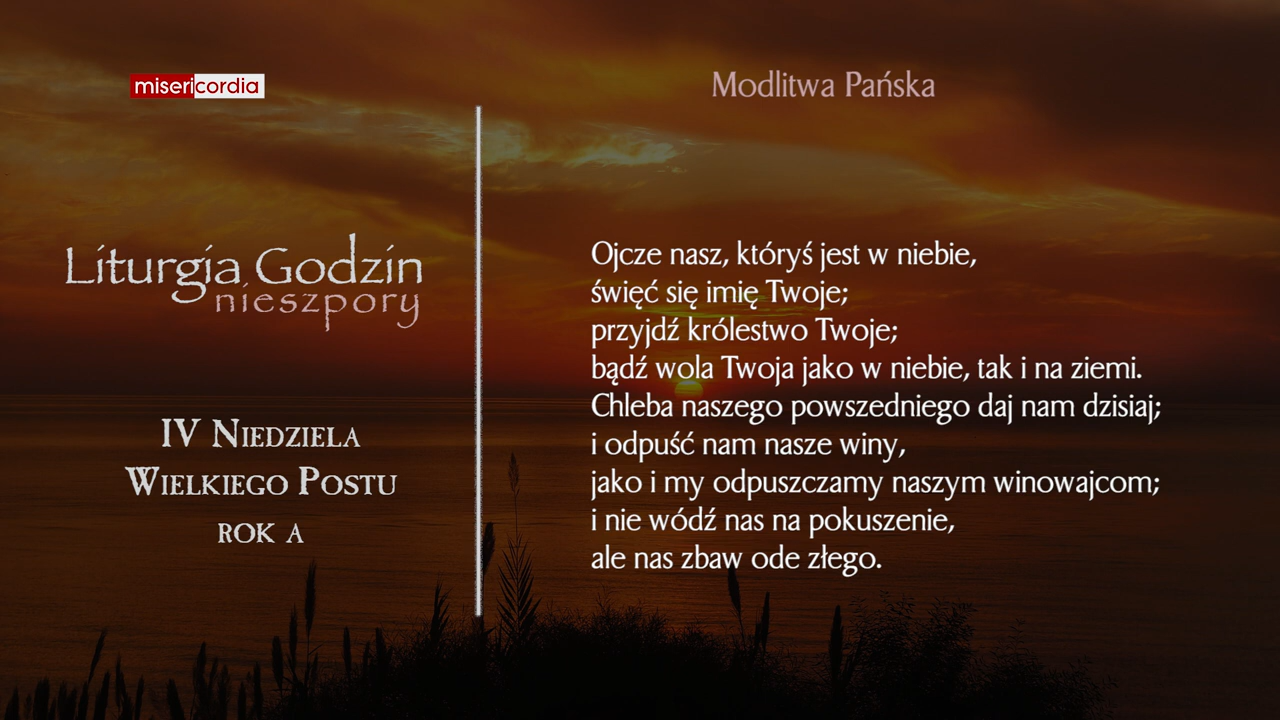 misericordia
Liturgia Godzin
nieszpory
IV Niedziela
Wielkiego Postu
rok A
Modlitwa Pańska
Ojcze nasz, któryś jest w niebie,
święć się imię Twoje;
przyjdź królestwo Twoje;
bądź wola Twoja jako w niebie, tak i na ziemi.
Chleba naszego powszedniego daj nam dzisiaj;
i odpuść nam nasze winy,
jako i my odpuszczamy naszym winowajcom;
i nie wódź nas na pokuszenie,
ale nas zbaw ode złego.